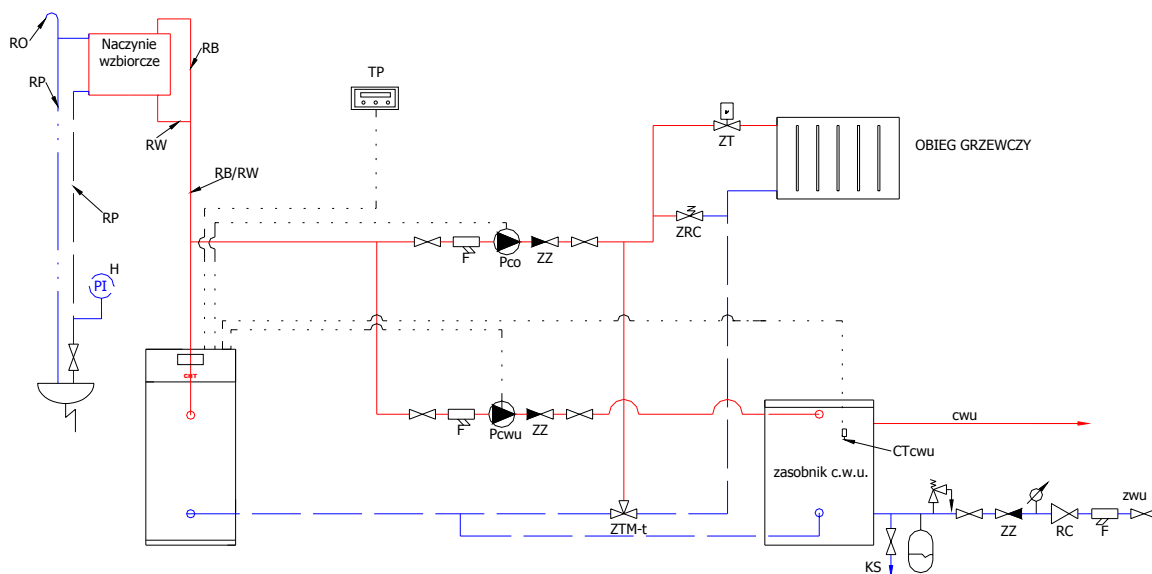 RO
Naczynie
wzbiorcze
RB
RP
TP
RW
ZT
OBIEG GRZEWCZY
RB/RW
RP
ZRC
F
Pco
ZZ
H
PI
CNT
F
Pcwu
ZZ
cwu
CTcwu
zasobnik c.w.u.
zwu
ZTM-t
ZZ
RC
F
KS